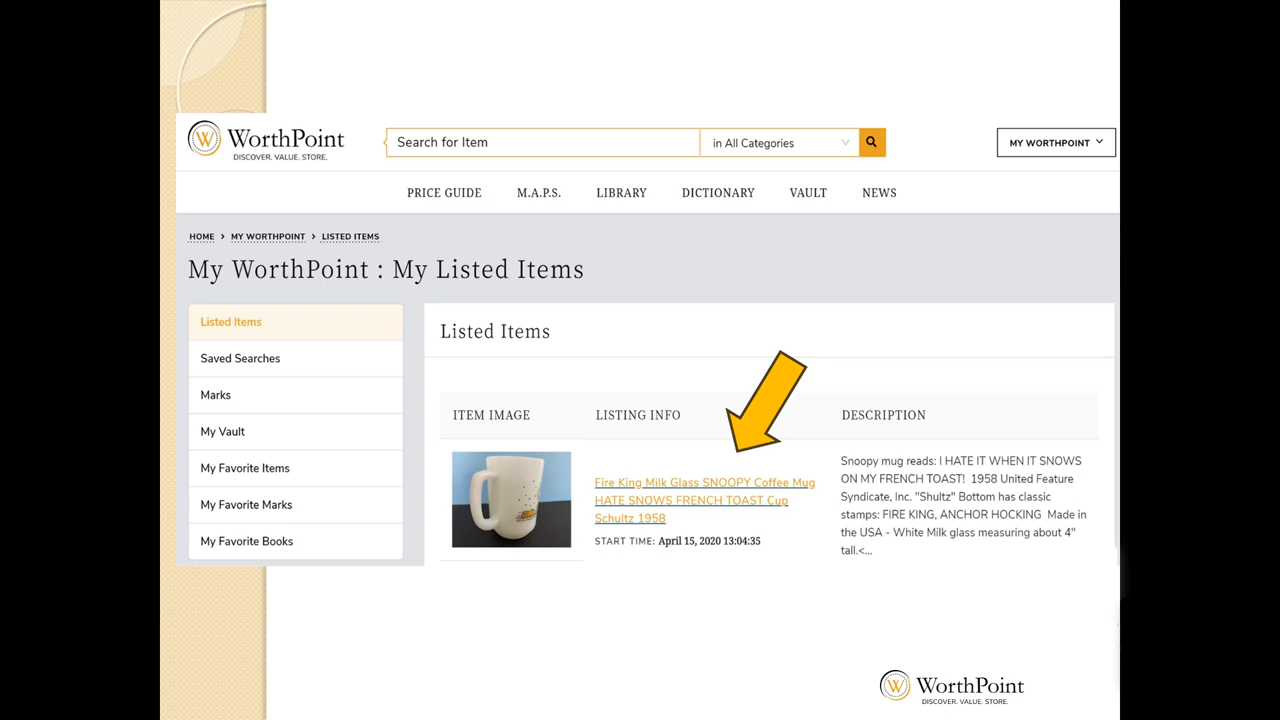 WorthPoint
DISCOVER. VALUE. STORE.
Search for Item
in All Categories
MY WORTHPOINT
PRICE GUIDE M.A.P.S. LIBRARY DICTIONARY VAULT NEWS
HOME > MY WORTHPOINT > LISTED ITEMS
My WorthPoint : My Listed Items
Listed Items
Saved Searches
Marks
My Vault
My Favorite Items
My Favorite Marks
My Favorite Books
Listed Items
ITEM IMAGE LISTING INFO DESCRIPTION
Fire King Milk Glass SNOOPY Coffee Mug
HATE SNOWS FRENCH TOAST Cup
Schultz 1958
START TIME: April 15, 2020 13:04:35
Snoopy mug reads: I HATE IT WHEN IT SNOWS
ON MY FRENCH TOAST! 1958 United Feature
Syndicate, Inc. "Shultz" Bottom has classic
stamps: FIRE KING, ANCHOR HOCKING Made in
the USA - White Milk glass measuring about 4"
tall.<...
WorthPoint
DISCOVER. VALUE. STORE.